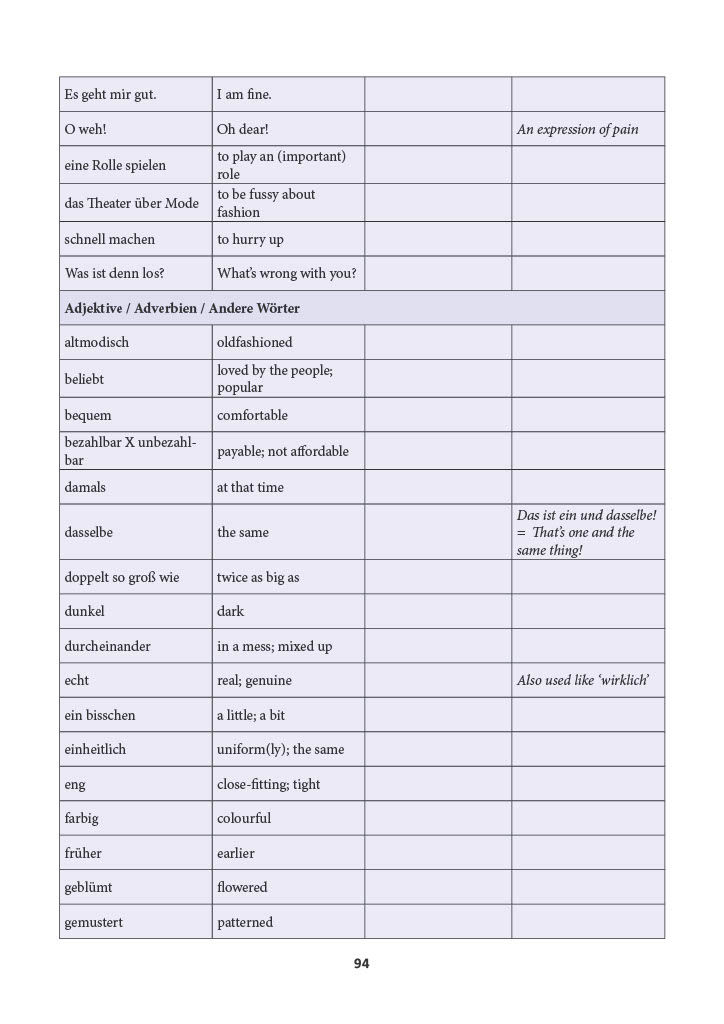 Es geht mir gut. I am fine.
O weh! Oh dear! An expression of pain
eine Rolle spielen to play an (important)
role
das Theater über Mode to be fussy about
fashion
schnell machen to hurry up
Was ist denn los? What's wrong with you?
Adjektive / Adverbien / Andere Wörter
altmodisch oldfashioned
beliebt loved by the people;
popular
bequem comfortable
bezahlbar X unbezahl-
bar payable; not affordable
damals at that time
dasselbe the same Das ist ein und dasselbe!
= That's one and the
same thing!
doppelt so groß wie twice as big as
dunkel dark
durcheinander in a mess; mixed up
echt real; genuine Also used like ‘wirklich’
ein bisschen a little; a bit
einheitlich uniform(ly); the same
eng close-fitting; tight
farbig colourful
früher earlier
geblümt flowered
gemustert patterned
94